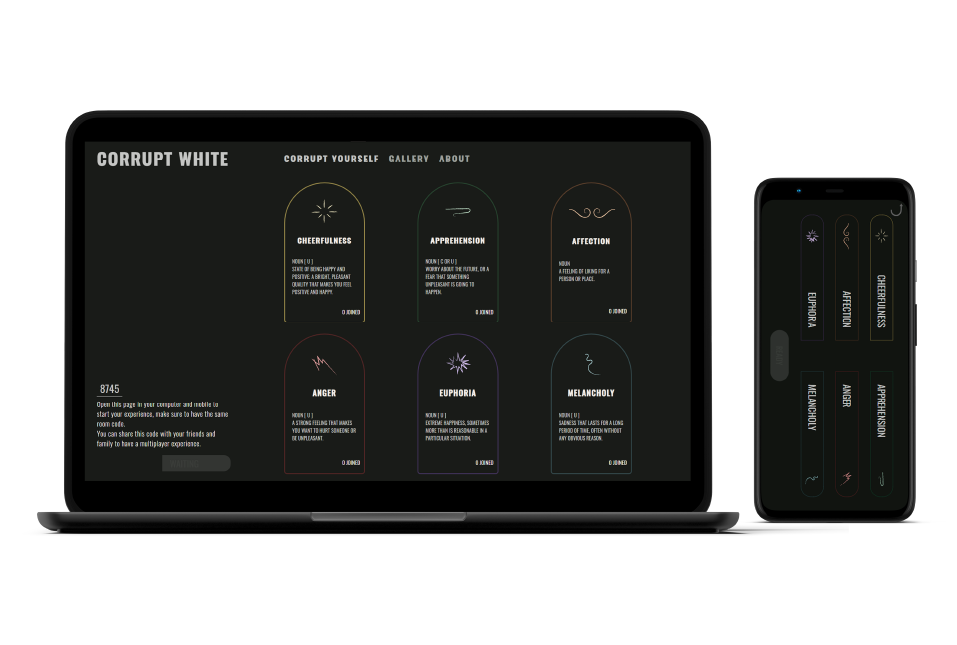 CORRUPT WHITE
CORRUPT YOURSELF GALLERY ABOUT
CHEERFULNESS
NOUN [ U ]
STATE OF BEING HAPPY AND
POSITIVE. A BRIGHT, PLEASANT
QUALITY THAT MAKES YOU FEEL
POSITIVE AND HAPPY.
0 JOINED
APPREHENSION
NOUN [ C OR U ]
WORRY ABOUT THE FUTURE, OR A
FEAR THAT SOMETHING
UNPLEASANT IS GOING TO
HAPPEN.
0 JOINED
AFFECTION
NOUN
A FEELING OF LIKING FOR A
PERSON OR PLACE.
0 JOINED
ANGER
NOUN [ U ]
A STRONG FEELING THAT MAKES
YOU WANT TO HURT SOMEONE OR
BE UNPLEASANT.
0 JOINED
EUPHORIA
NOUN [ U ]
EXTREME HAPPINESS, SOMETIMES
MORE THAN IS REASONABLE IN A
PARTICULAR SITUATION.
0 JOINED
MELANCHOLY
NOUN [ U ]
SADNESS THAT LASTS FOR A LONG
PERIOD OF TIME, OFTEN WITHOUT
ANY OBVIOUS REASON.
0 JOINED
8745
Open this page in your computer and mobile to
start your experience, make sure to have the same
room code.
You can share this code with your friends and
family to have a multiplayer experience.
CHEERFULNESS
APPREHENSION
AFFECTION
ANGER
EUPHORIA
MELANCHOLY